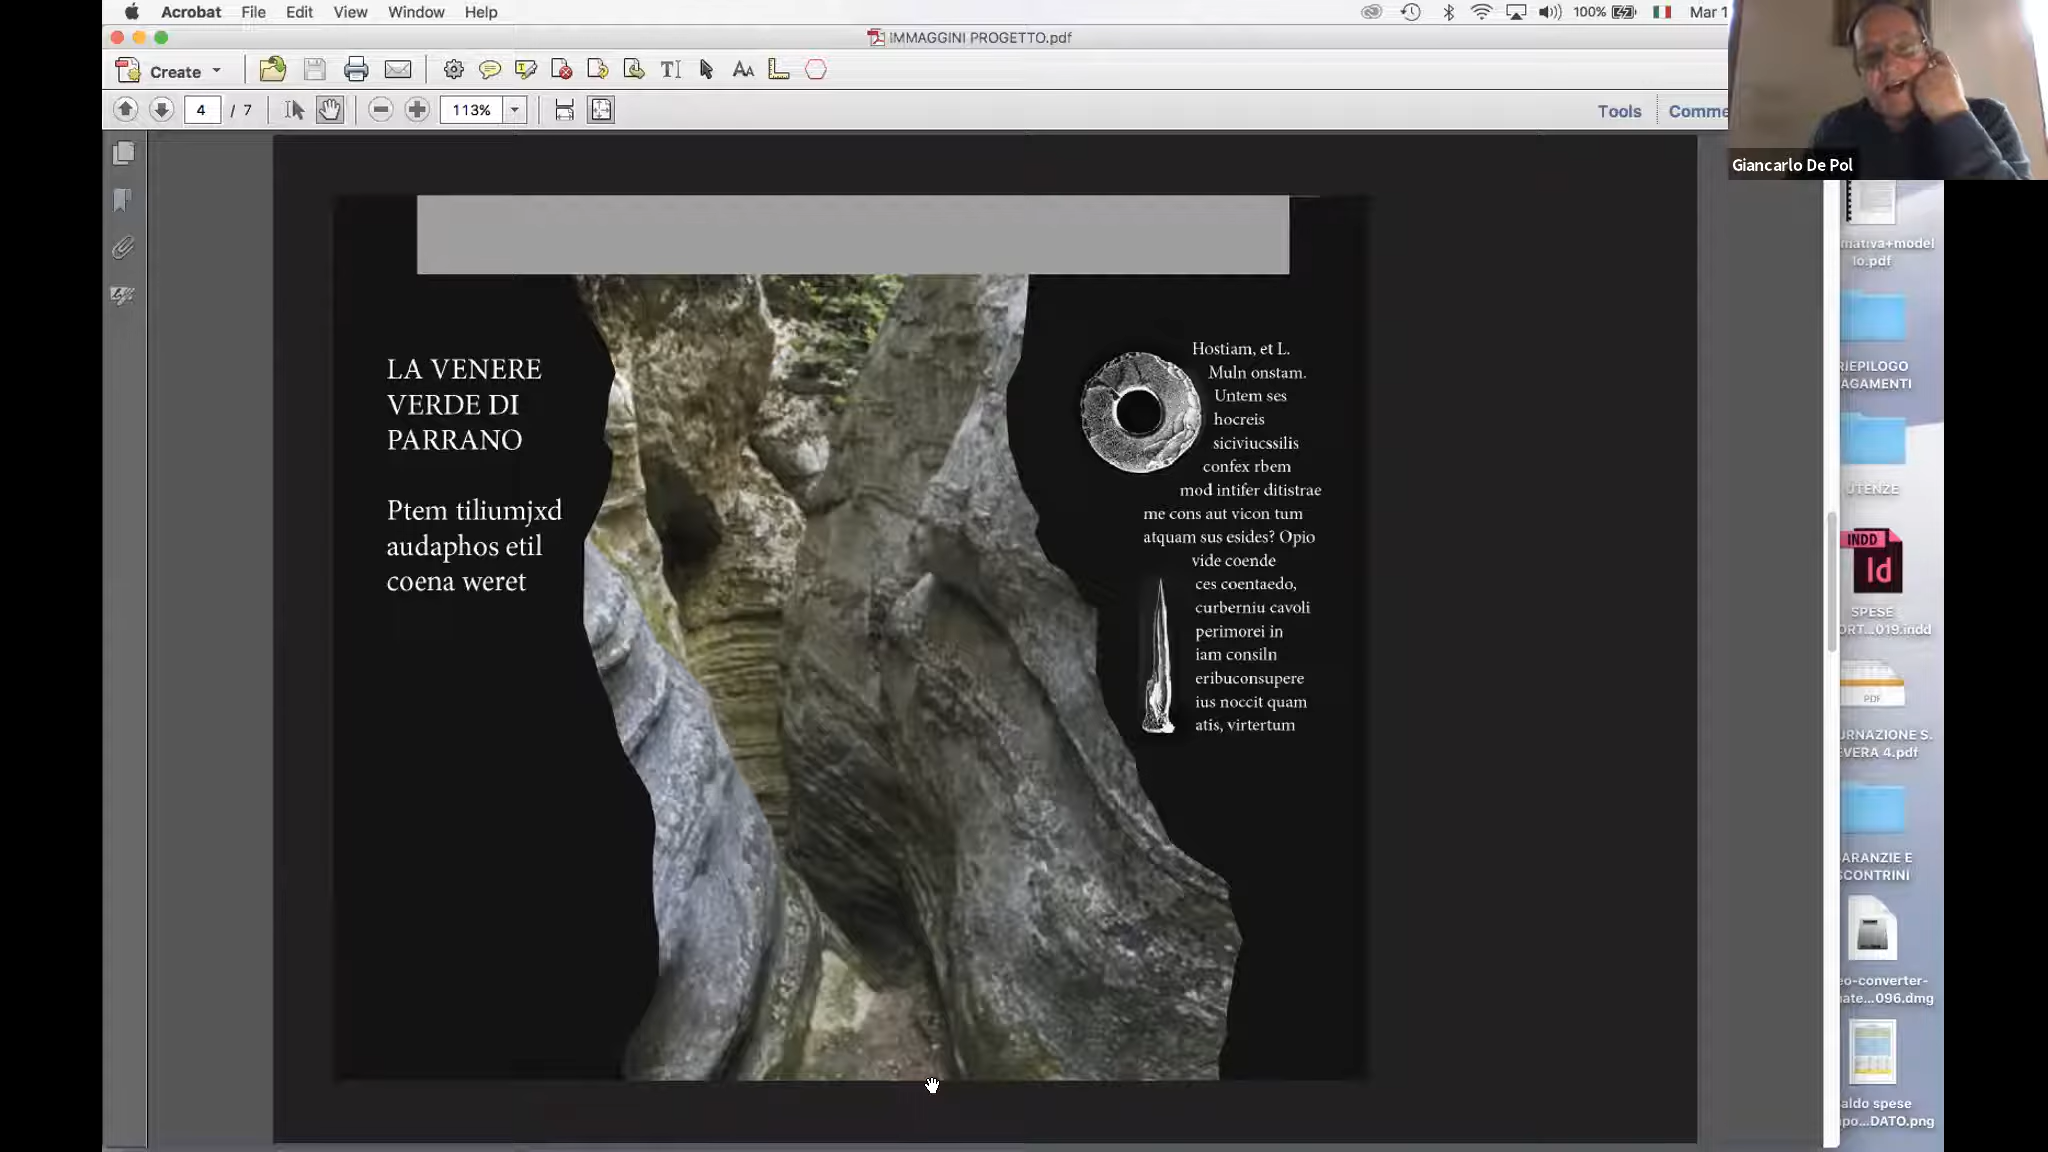 Acrobat File Edit View Window Help
100%
Mar 1
IMMAGGINI PROGETTO.pdf
Create
4 / 7
113%
Tools
Comme
Giancarlo De Pol
LA VENERE
VERDE DI
PARRANO
Ptem tiliumjxd
audaphos etil
coena weret
Hostiam, et L.
Muln onstam.
Untem ses
hocreis
siciviucssilis
confex rbem
mod intifer ditistrae
me cons aut vicon tum
atquam sus esides? Opio
vide coende
ces coentaedo,
curberniu cavoli
perimorei in
iam consiln
eribuconsupere
ius noccit quam
atis, virtertum
mativa+model
lo.pdf
RIEPILOGO
AGAMENTI
UTENZE
INDD
Id
SPESE
ORT...019.indd
PDF
URNAZIONE S.
EVERA 4.pdf
ARANZIE E
SCONTRINI
eo-converter-
nate...096.dmg
aldo spese
po...DATO.png